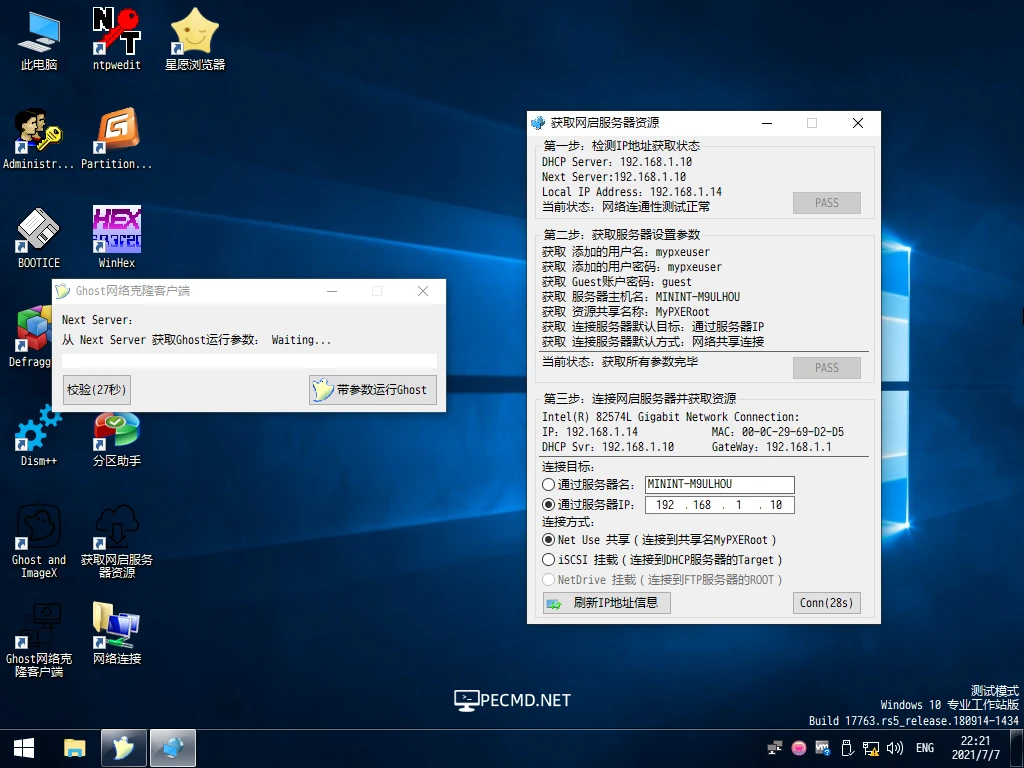 此电脑
ntpwedit
星愿浏览器
Administr...
Partition...
BOOTICE
WinHex
Defragg
Dism++
分区助手
Ghost and
ImageX
获取网启服务
器资源
Ghost网络克
隆客户端
网络连接
Ghost网络克隆客户端
Next Server:
从 Next Server 获取Ghost运行参数: Waiting...
校验(27秒)
带参数运行Ghost
获取网启服务器资源
第一步: 检测IP地址获取状态
DHCP Server: 192.168.1.10
Next Server:192.168.1.10
Local IP Address: 192.168.1.14
当前状态: 网络连通性测试正常
PASS
第二步: 获取服务器设置参数
获取 添加的用户名: mypxeuser
获取 添加的用户密码: mypxeuser
获取 Guest账户密码: guest
获取 服务器主机名: MININT-M9ULHOU
获取 资源共享名称: MyPXERoot
获取 连接服务器默认目标: 通过服务器IP
获取 连接服务器默认方式: 网络共享连接
当前状态: 获取所有参数完毕
PASS
第三步: 连接网启服务器并获取资源
Intel(R) 82574L Gigabit Network Connection:
IP: 192.168.1.14 MAC: 00-0C-29-69-D2-D5
DHCP Svr: 192.168.1.10 GateWay: 192.168.1.1
连接目标:
通过服务器名: MININT-M9ULHOU
通过服务器IP: 192 . 168 . 1 . 10
连接方式:
Net Use 共享（连接到共享名MyPXERoot）
iSCSI 挂载（连接到DHCP服务器的Target）
NetDrive 挂载（连接到FTP服务器的ROOT）
刷新IP地址信息
Conn(28s)
PECMD.NET
测试模式
Windows 10 专业工作站版
Build 17763.rs5_release.180914-1434
ENG
22:21
2021/7/7